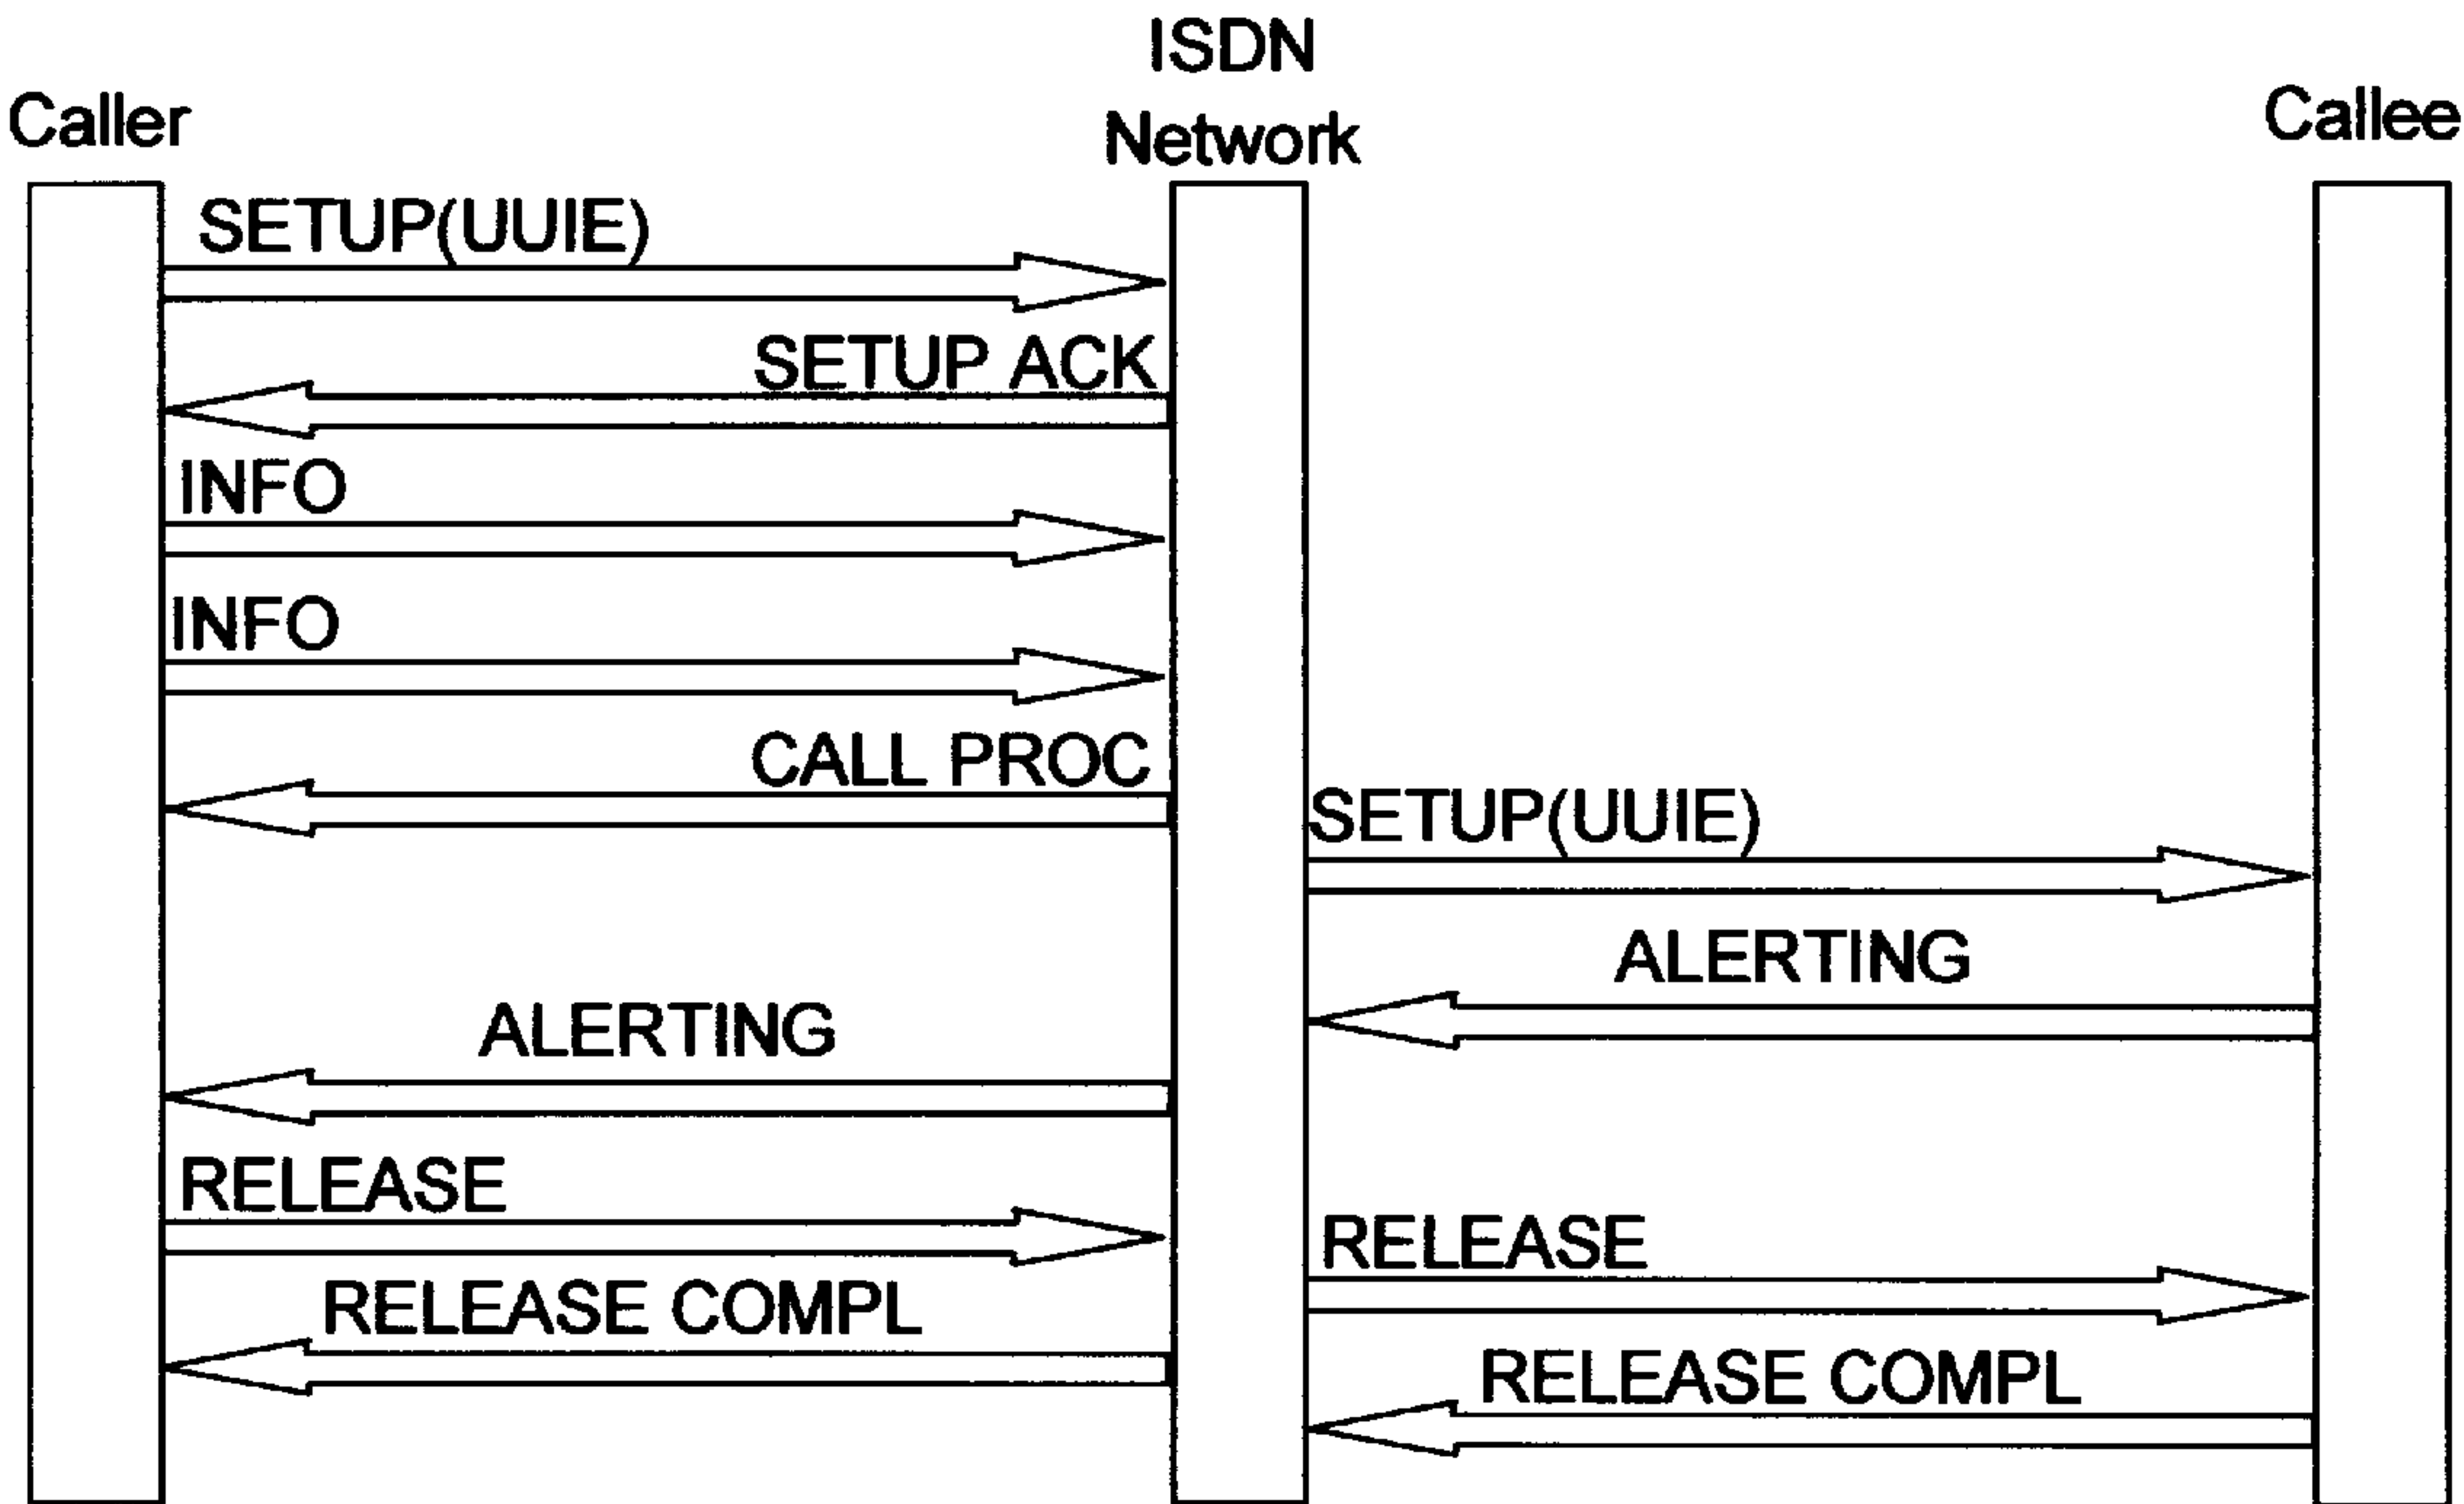 ISDN
Network
Caller
Callee
SETUP(UUIE)
SETUP ACK
INFO
INFO
CALL PROC
SETUP(UUIE)
ALERTING
ALERTING
RELEASE
RELEASE
RELEASE COMPL
RELEASE COMPL